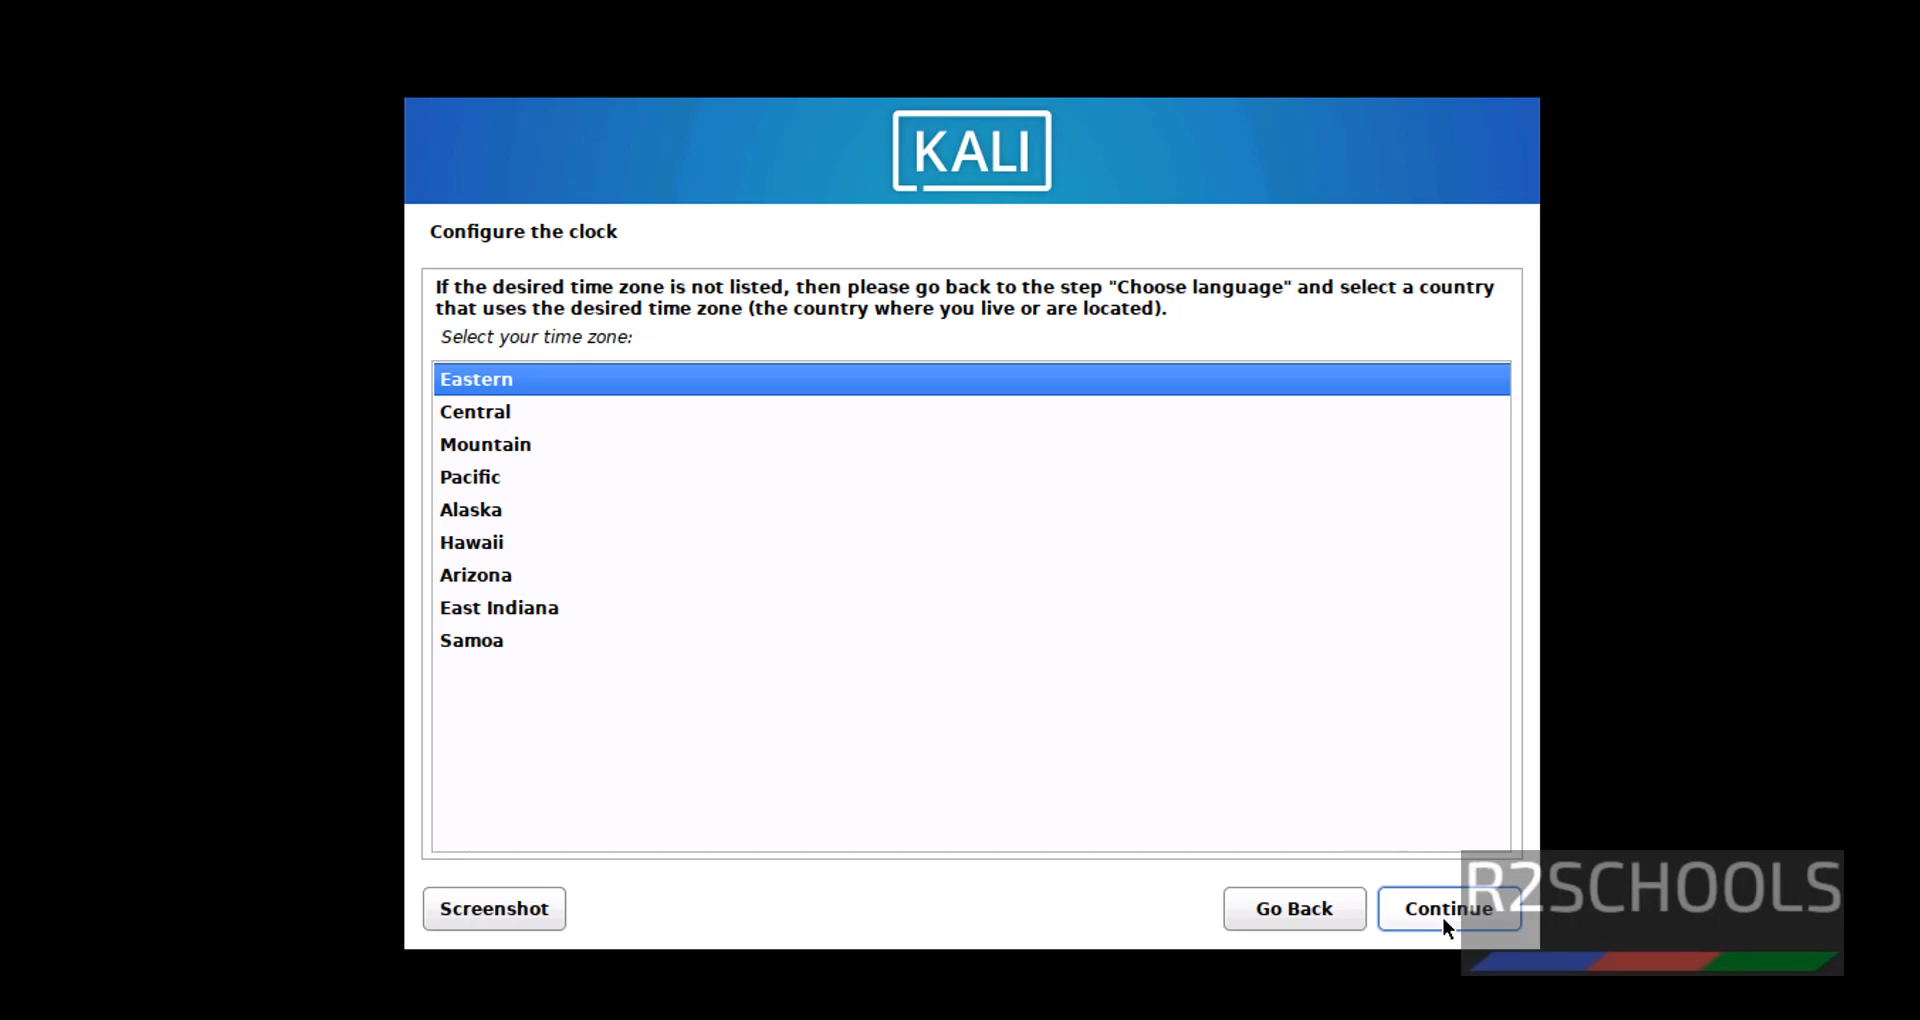 KALI
Configure the clock
If the desired time zone is not listed, then please go back to the step "Choose language" and select a country
that uses the desired time zone (the country where you live or are located).
Select your time zone:
Eastern
Central
Mountain
Pacific
Alaska
Hawaii
Arizona
East Indiana
Samoa
Screenshot
Go Back
Continue
R2SCHOOLS